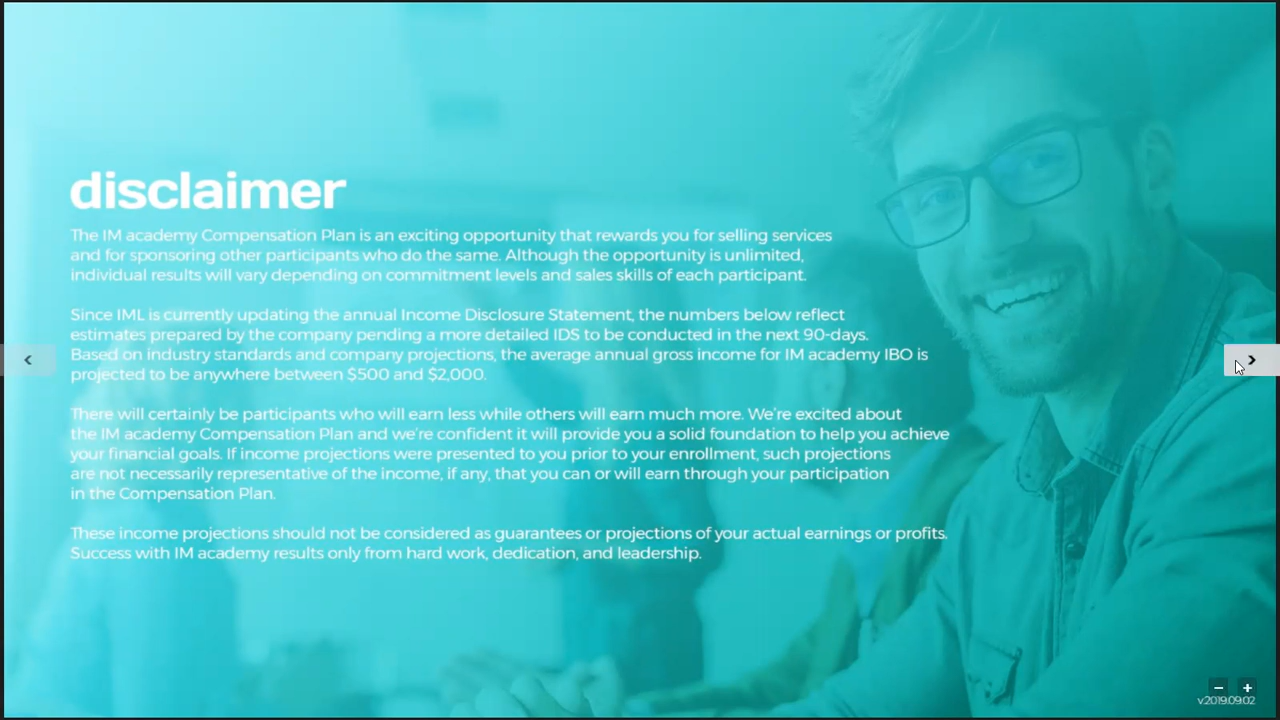 disclaimer
The IM academy Compensation Plan is an exciting opportunity that rewards you for selling services
and for sponsoring other participants who do the same. Although the opportunity is unlimited,
individual results will vary depending on commitment levels and sales skills of each participant.
Since IML is currently updating the annual Income Disclosure Statement, the numbers below reflect
estimates prepared by the company pending a more detailed IDS to be conducted in the next 90-days.
Based on industry standards and company projections, the average annual gross income for IM academy IBO is
projected to be anywhere between $500 and $2,000.
There will certainly be participants who will earn less while others will earn much more. We're excited about
the IM academy Compensation Plan and we're confident it will provide you a solid foundation to help you achieve
your financial goals. If income projections were presented to you prior to your enrollment, such projections
are not necessarily representative of the income, if any, that you can or will earn through your participation
in the Compensation Plan.
These income projections should not be considered as guarantees or projections of your actual earnings or profits.
Success with IM academy results only from hard work, dedication, and leadership.
v.2019.09.02